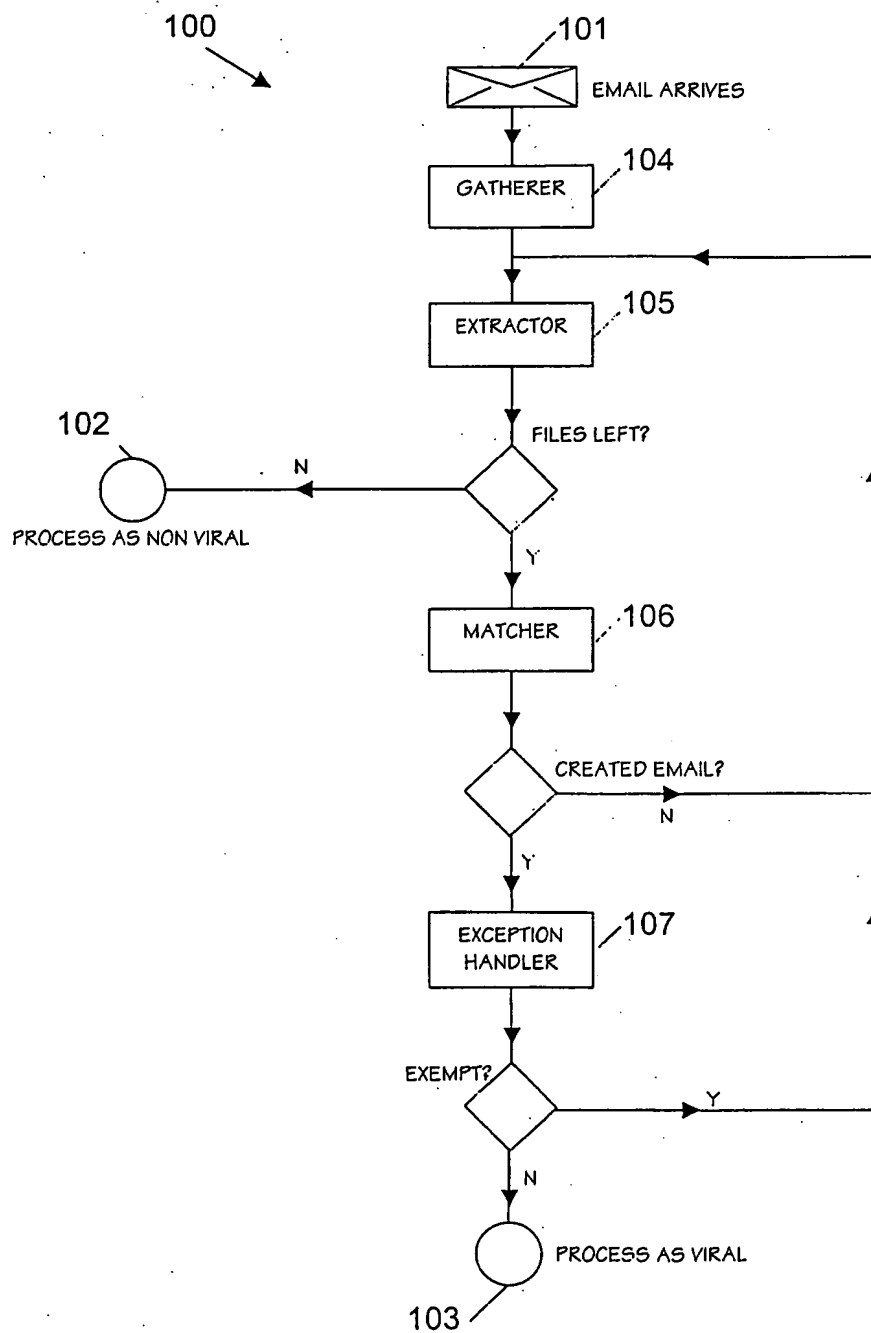 100
101
EMAIL ARRIVES
104
GATHERER
105
EXTRACTOR
102
FILES LEFT?
N
PROCESS AS NON VIRAL
Y
106
MATCHER
CREATED EMAIL?
N
Y
107
EXCEPTION
HANDLER
EXEMPT?
Y
N
PROCESS AS VIRAL
103